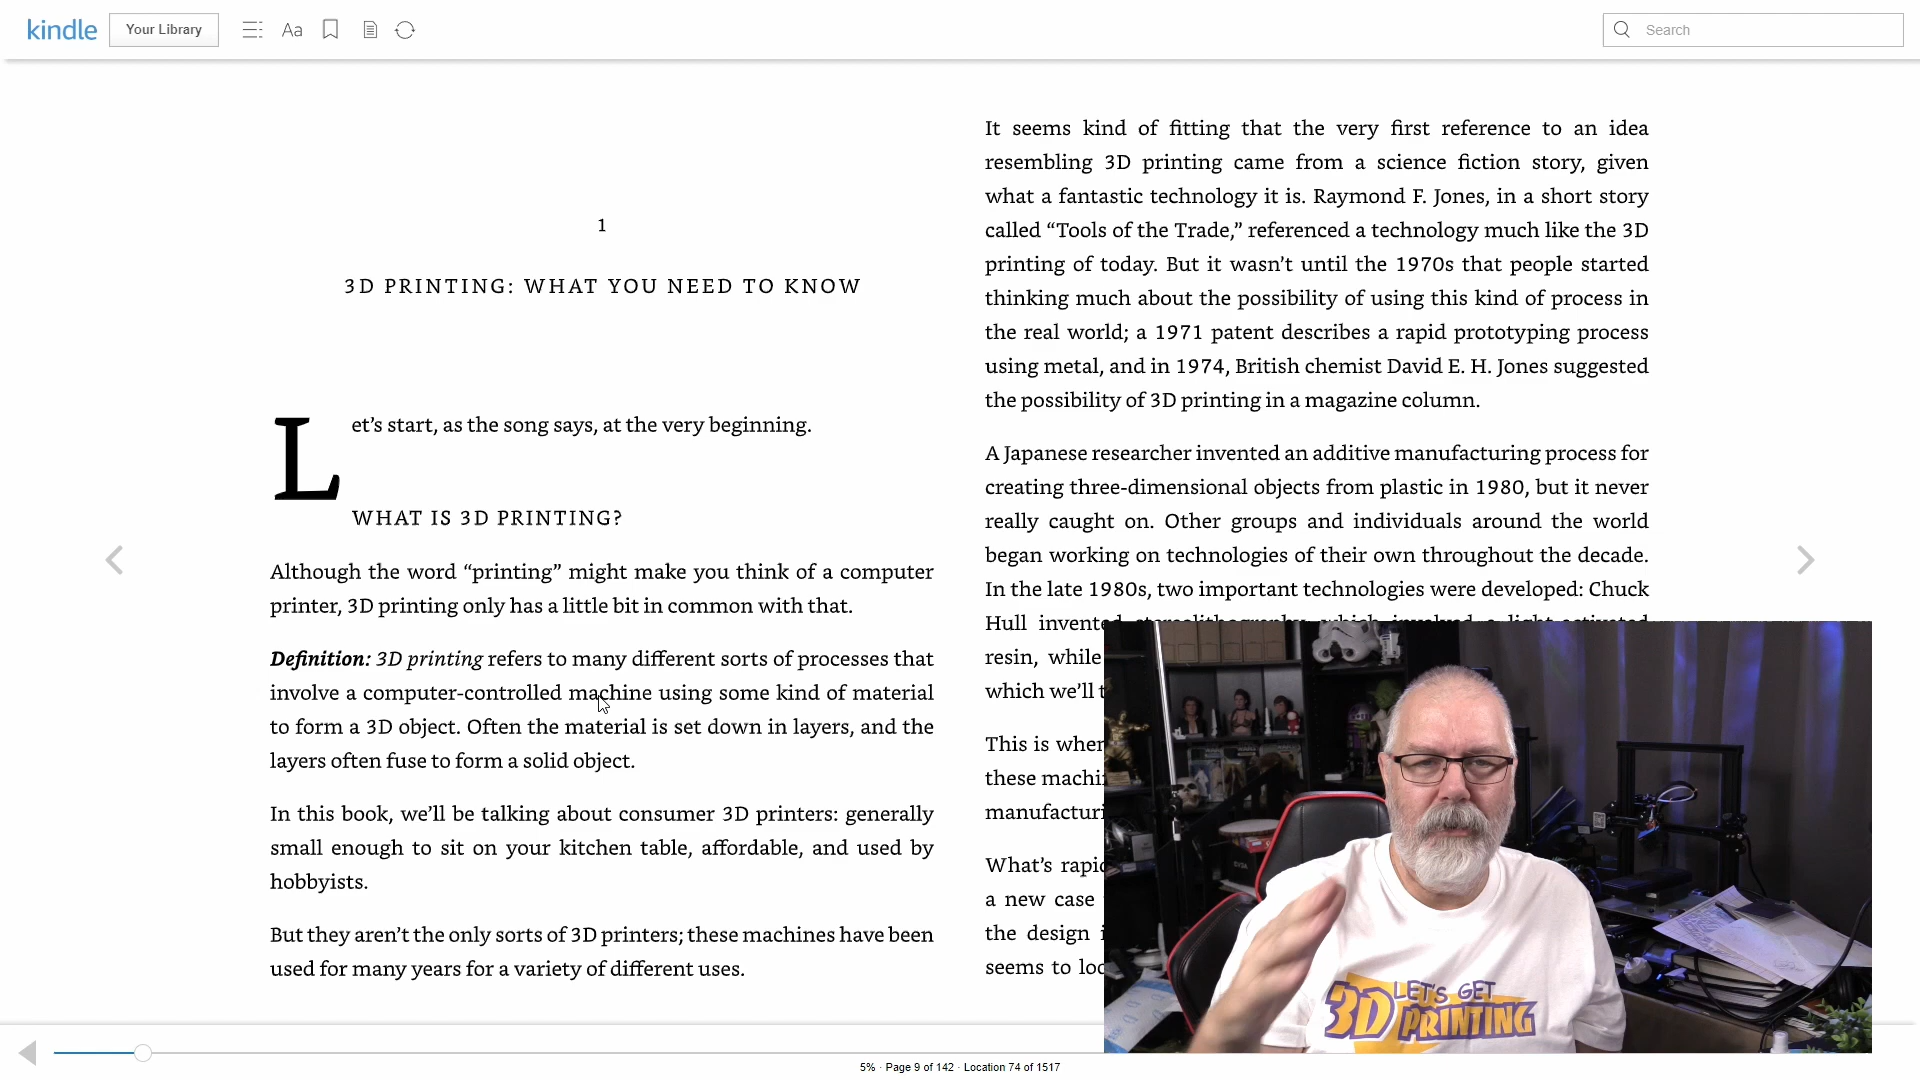 kindle
Your Library
Aa
Search
1
3D PRINTING: WHAT YOU NEED TO KNOW
Let’s start, as the song says, at the very beginning.
WHAT IS 3D PRINTING?
Although the word “printing” might make you think of a computer
printer, 3D printing only has a little bit in common with that.
Definition: 3D printing refers to many different sorts of processes that
involve a computer-controlled machine using some kind of material
to form a 3D object. Often the material is set down in layers, and the
layers often fuse to form a solid object.
In this book, we’ll be talking about consumer 3D printers: generally
small enough to sit on your kitchen table, affordable, and used by
hobbyists.
But they aren’t the only sorts of 3D printers; these machines have been
used for many years for a variety of different uses.
It seems kind of fitting that the very first reference to an idea
resembling 3D printing came from a science fiction story, given
what a fantastic technology it is. Raymond F. Jones, in a short story
called “Tools of the Trade,” referenced a technology much like the 3D
printing of today. But it wasn’t until the 1970s that people started
thinking much about the possibility of using this kind of process in
the real world; a 1971 patent describes a rapid prototyping process
using metal, and in 1974, British chemist David E. H. Jones suggested
the possibility of 3D printing in a magazine column.
A Japanese researcher invented an additive manufacturing process for
creating three-dimensional objects from plastic in 1980, but it never
really caught on. Other groups and individuals around the world
began working on technologies of their own throughout the decade.
In the late 1980s, two important technologies were developed: Chuck
Hull invented stereolithography, which involved a light-activated
resin, while
which we’ll
This is
these
What’s
a new case
the design
seems to
LET'S GET
3D PRINTING
5% · Page 9 of 142 · Location 74 of 1517